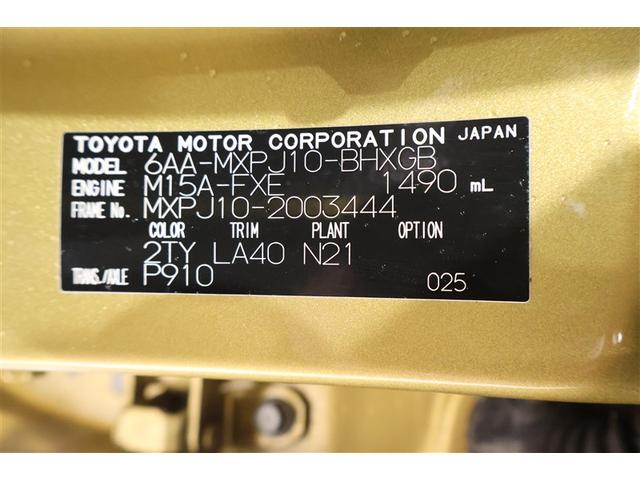 TOYOTA MOTOR CORPORATION JAPAN
MODEL 6AA-MXPJ10-BHXGB
ENGINE M15A-FXE 1490 mL
FRAME No. MXPJ10-2003444
COLOR TRIM PLANT OPTION
2TY LA40 N21
TRANS./AXLE P910 025